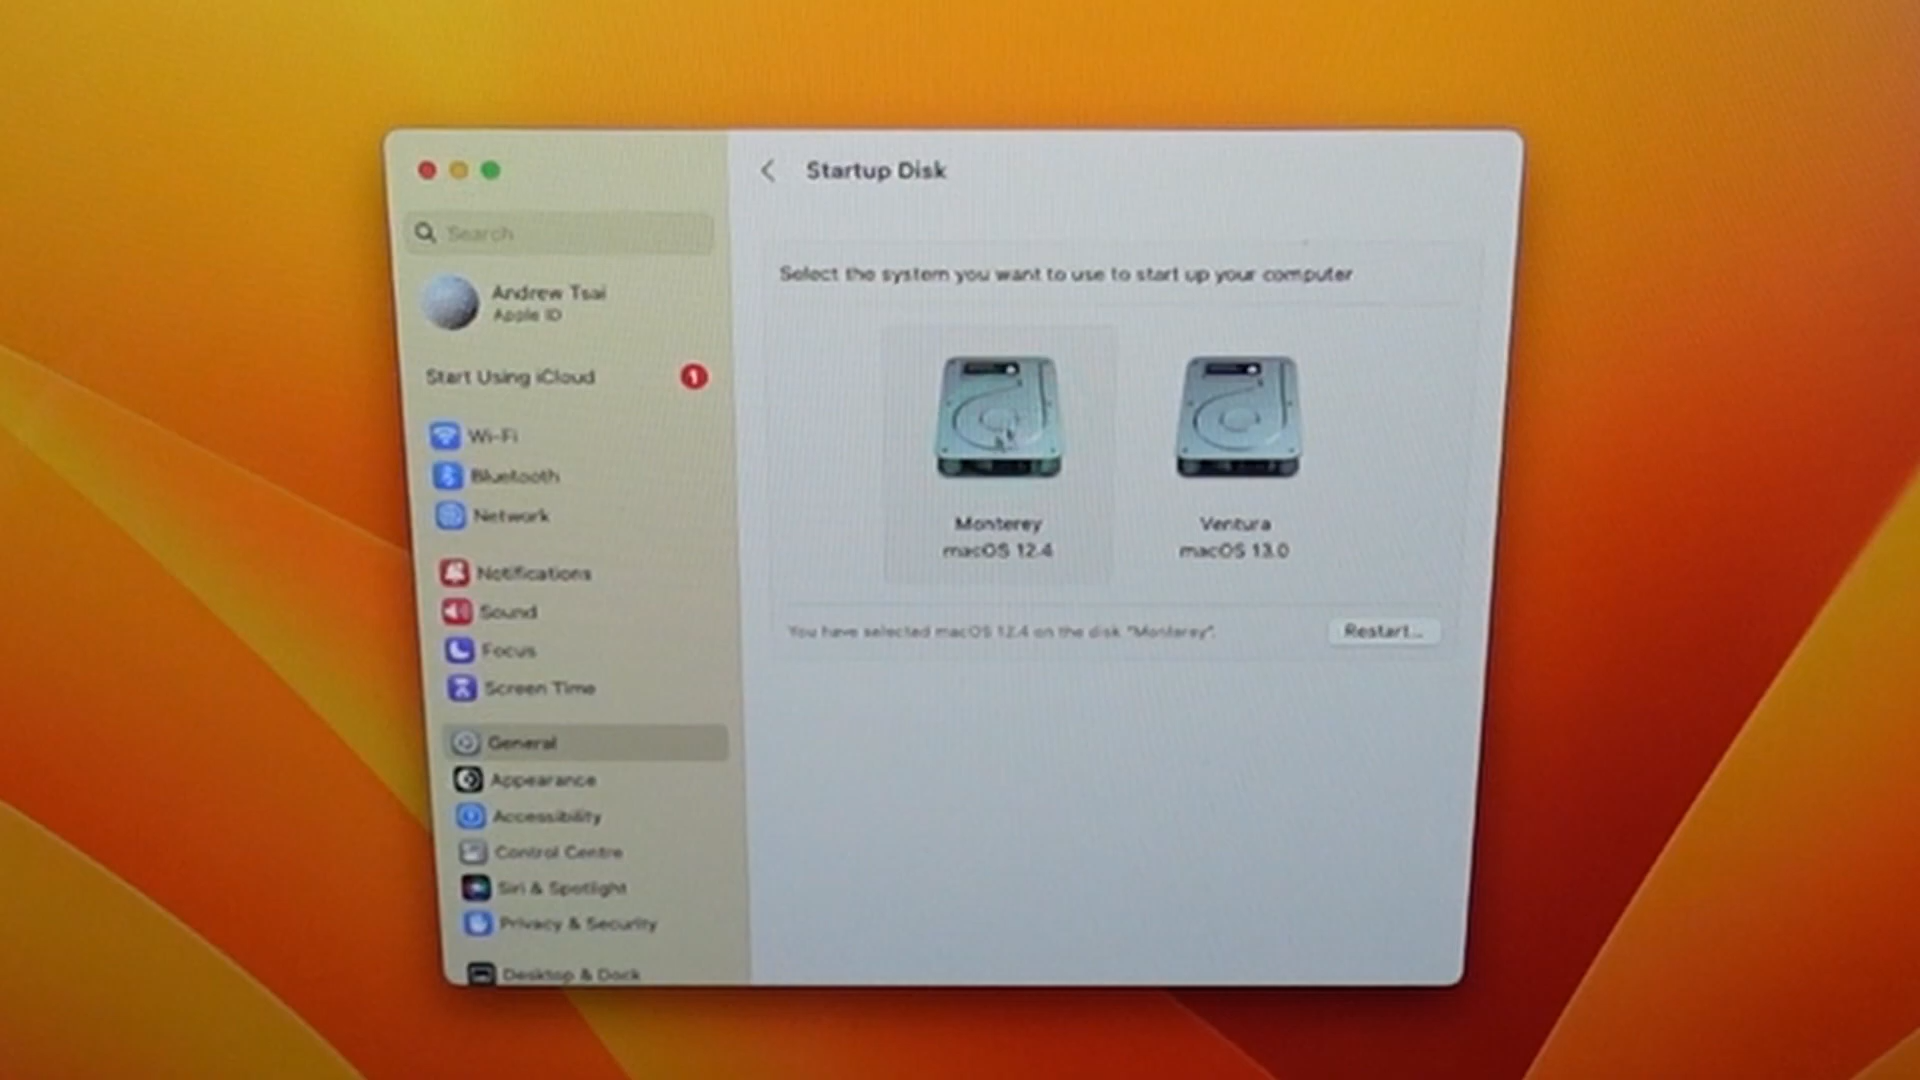 Startup Disk
Search
Andrew Tsai
Apple ID
Start Using iCloud
1
Wi-Fi
Bluetooth
Network
Notifications
Sound
Focus
Screen Time
General
Appearance
Accessibility
Control Centre
Siri & Spotlight
Privacy & Security
Desktop & Dock
Select the system you want to use to start up your computer
Monterey
macOS 12.4
Ventura
macOS 13.0
You have selected macOS 12.4 on the disk "Monterey".
Restart...